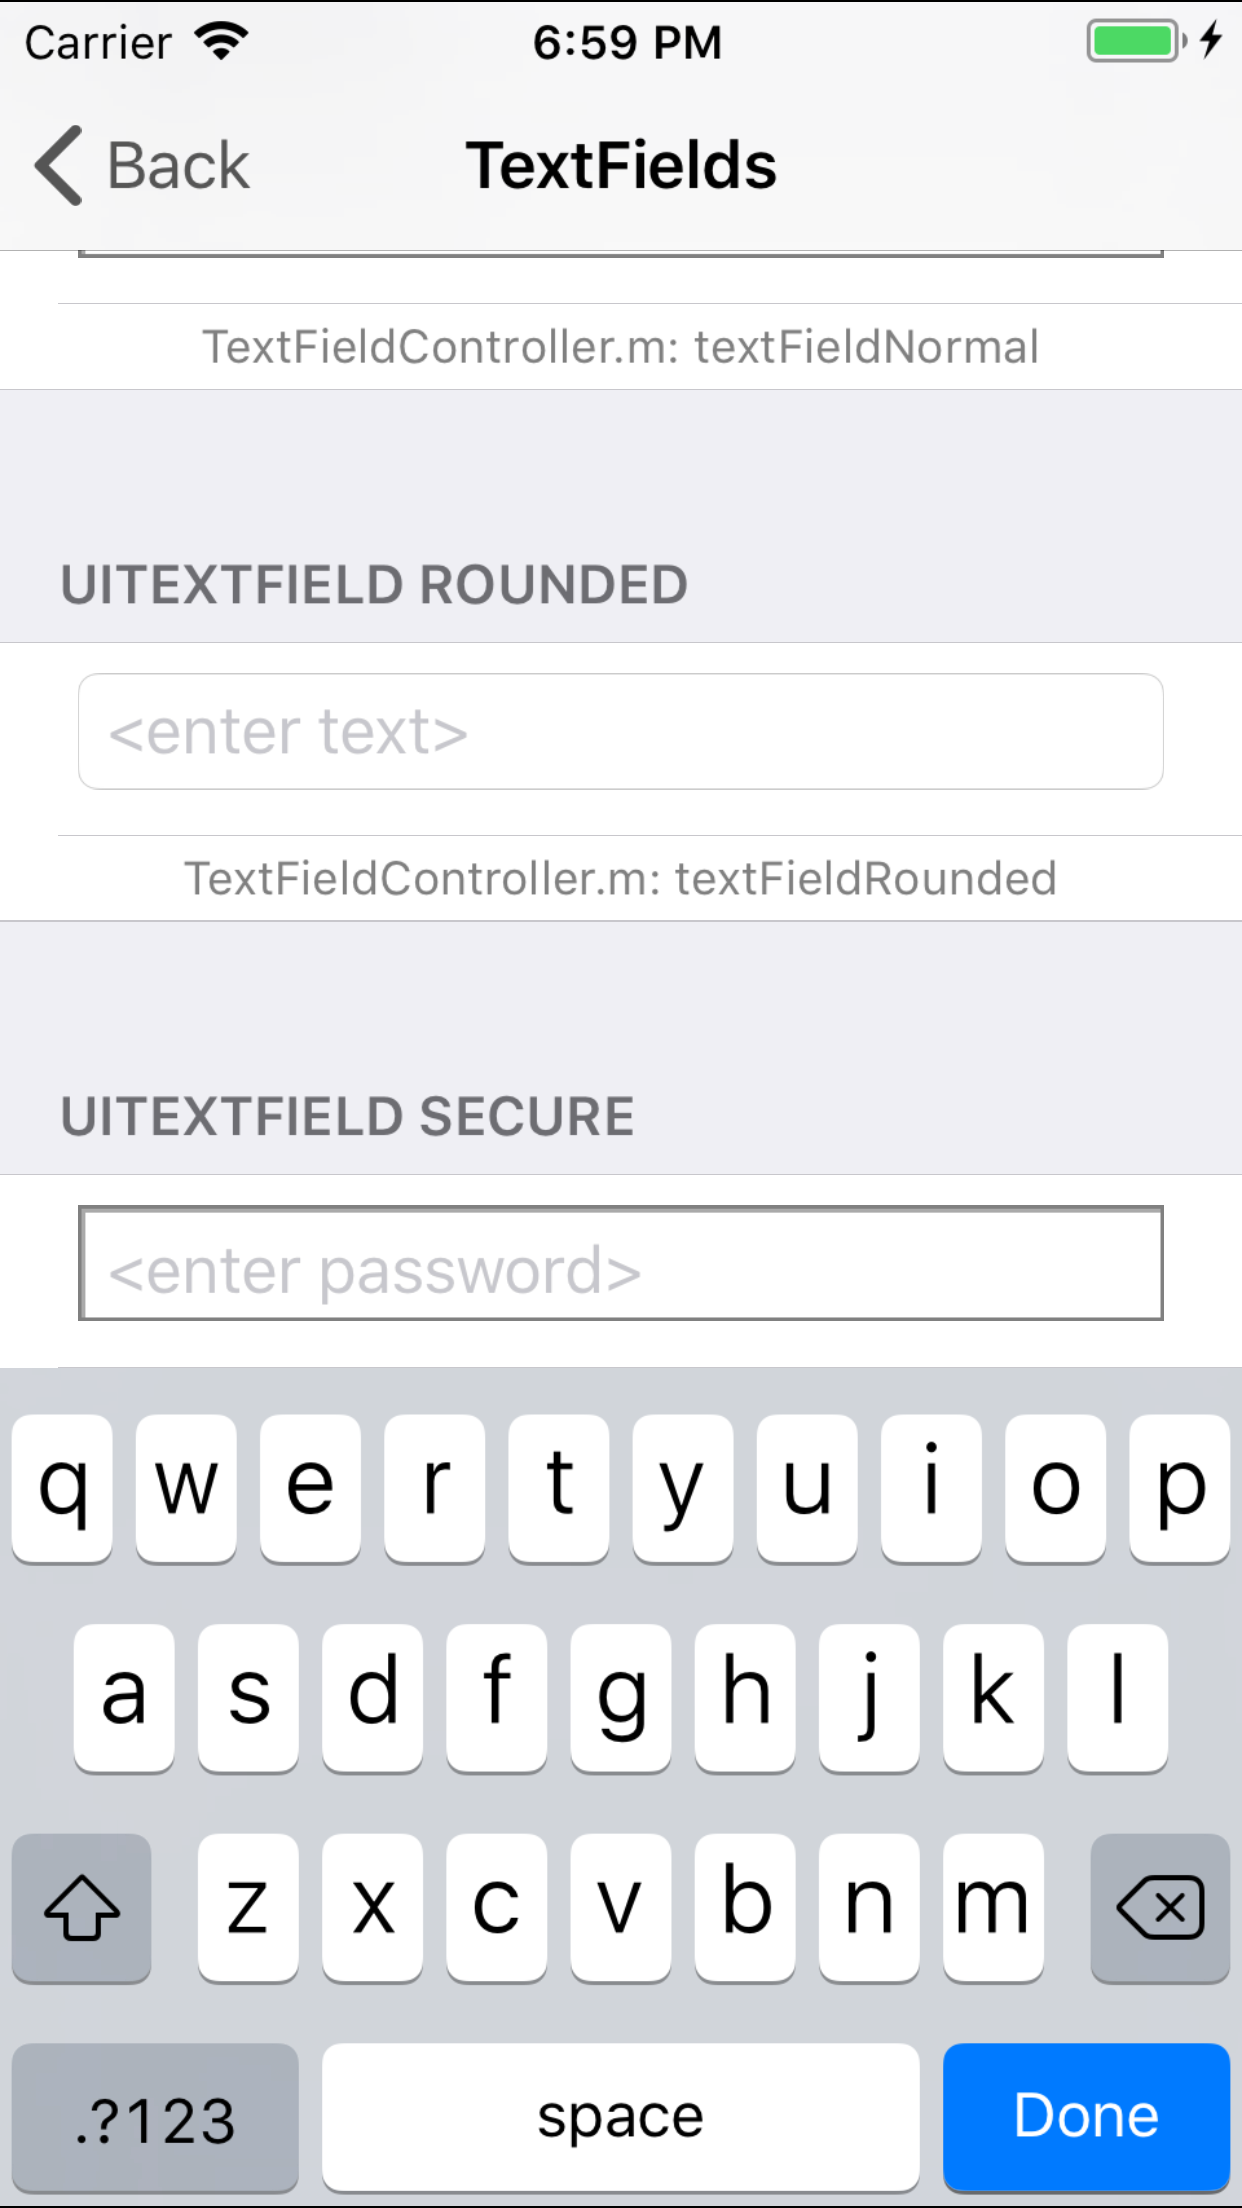 Carrier 6:59 PM
Back TextFields
TextFieldController.m: textFieldNormal
UITEXTFIELD ROUNDED
<enter text>
TextFieldController.m: textFieldRounded
UITEXTFIELD SECURE
<enter password>
q w e r t y u i o p
a s d f g h j k l
z x c v b n m
.?123 space Done